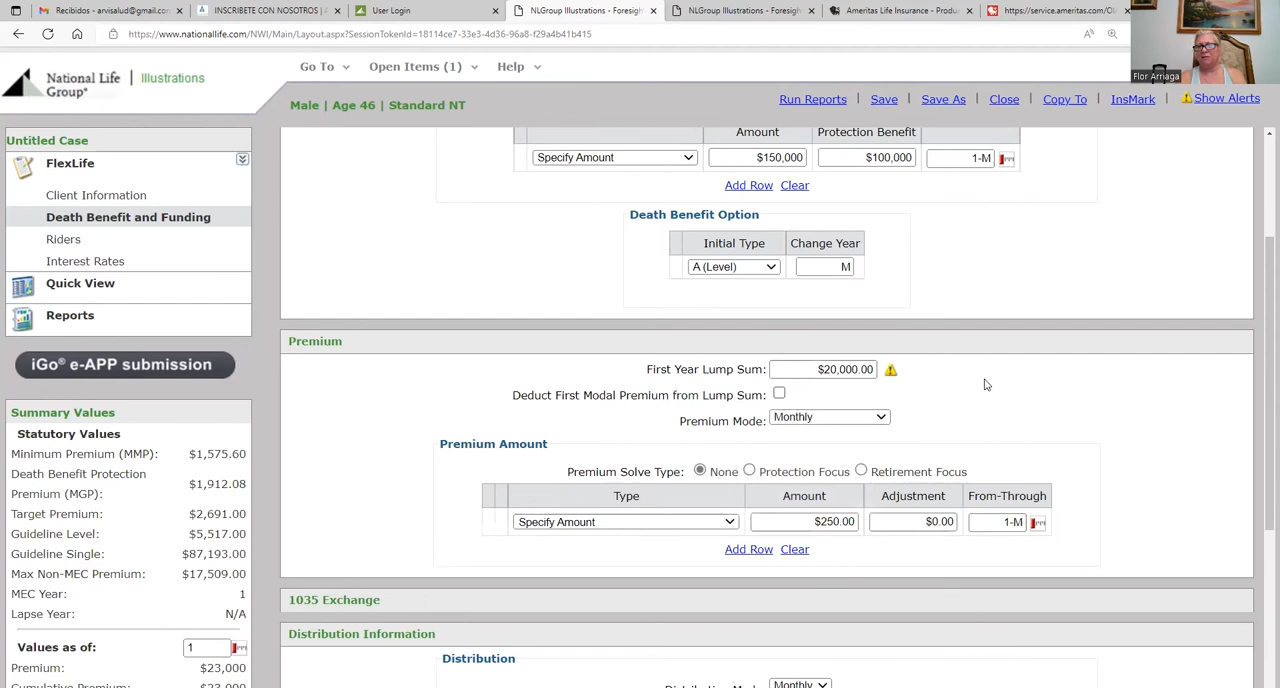 Recibidos - arvisalud@gmail.co
INSCRIBETE CON NOSOTROS |
User Login
NLGroup Illustrations - Foresigh
NLGroup Illustrations - Foresigh
Ameritas Life Insurance - Produc
https://service.ameritas.com/OI
https://www.nationallife.com/NWI/Main/Layout.aspx?SessionTokenId=18114ce7-33e3-4d36-96a8-f29a4b41b415
Flor Arriaga
National Life Group® | Illustrations
Go To
Open Items (1)
Help
Male | Age 46 | Standard NT
Run Reports | Save | Save As | Close | Copy To | InsMark | Show Alerts
Untitled Case
FlexLife
Client Information
Death Benefit and Funding
Riders
Interest Rates
Quick View
Reports
iGo® e-APP submission
Summary Values
Statutory Values
Minimum Premium (MMP): $1,575.60
Death Benefit Protection
Premium (MGP): $1,912.08
Target Premium: $2,691.00
Guideline Level: $5,517.00
Guideline Single: $87,193.00
Max Non-MEC Premium: $17,509.00
MEC Year: 1
Lapse Year: N/A
Values as of: 1
Premium: $23,000
Cumulative Premium: $23,000
Amount Protection Benefit
Specify Amount $150,000 $100,000 1-M
Add Row Clear
Death Benefit Option
Initial Type Change Year
A (Level) M
Premium
First Year Lump Sum: $20,000.00
Deduct First Modal Premium from Lump Sum:
Premium Mode: Monthly
Premium Amount
Premium Solve Type: None Protection Focus Retirement Focus
Type Amount Adjustment From-Through
Specify Amount $250.00 $0.00 1-M
Add Row Clear
1035 Exchange
Distribution Information
Distribution
Distribution Mode: Monthly